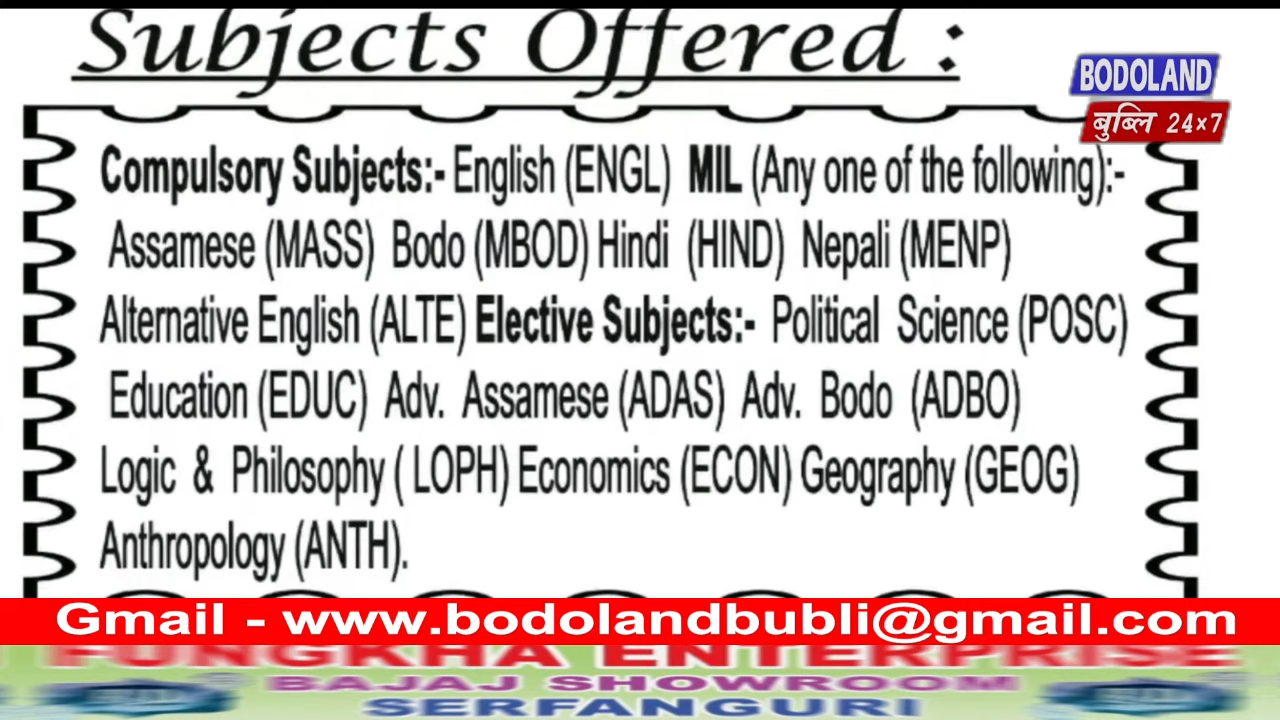 Subjects Offered :
BODOLAND
बुब्लि 24×7
Compulsory Subjects:- English (ENGL) MIL (Any one of the following):-
Assamese (MASS) Bodo (MBOD) Hindi (HIND) Nepali (MENP)
Alternative English (ALTE) Elective Subjects:- Political Science (POSC)
Education (EDUC) Adv. Assamese (ADAS) Adv. Bodo (ADBO)
Logic & Philosophy ( LOPH) Economics (ECON) Geography (GEOG)
Anthropology (ANTH).
Gmail - www.bodolandbubli@gmail.com
FUNGKHA ENTERPRISE
BAJAJ SHOWROOM
SERFANGURI